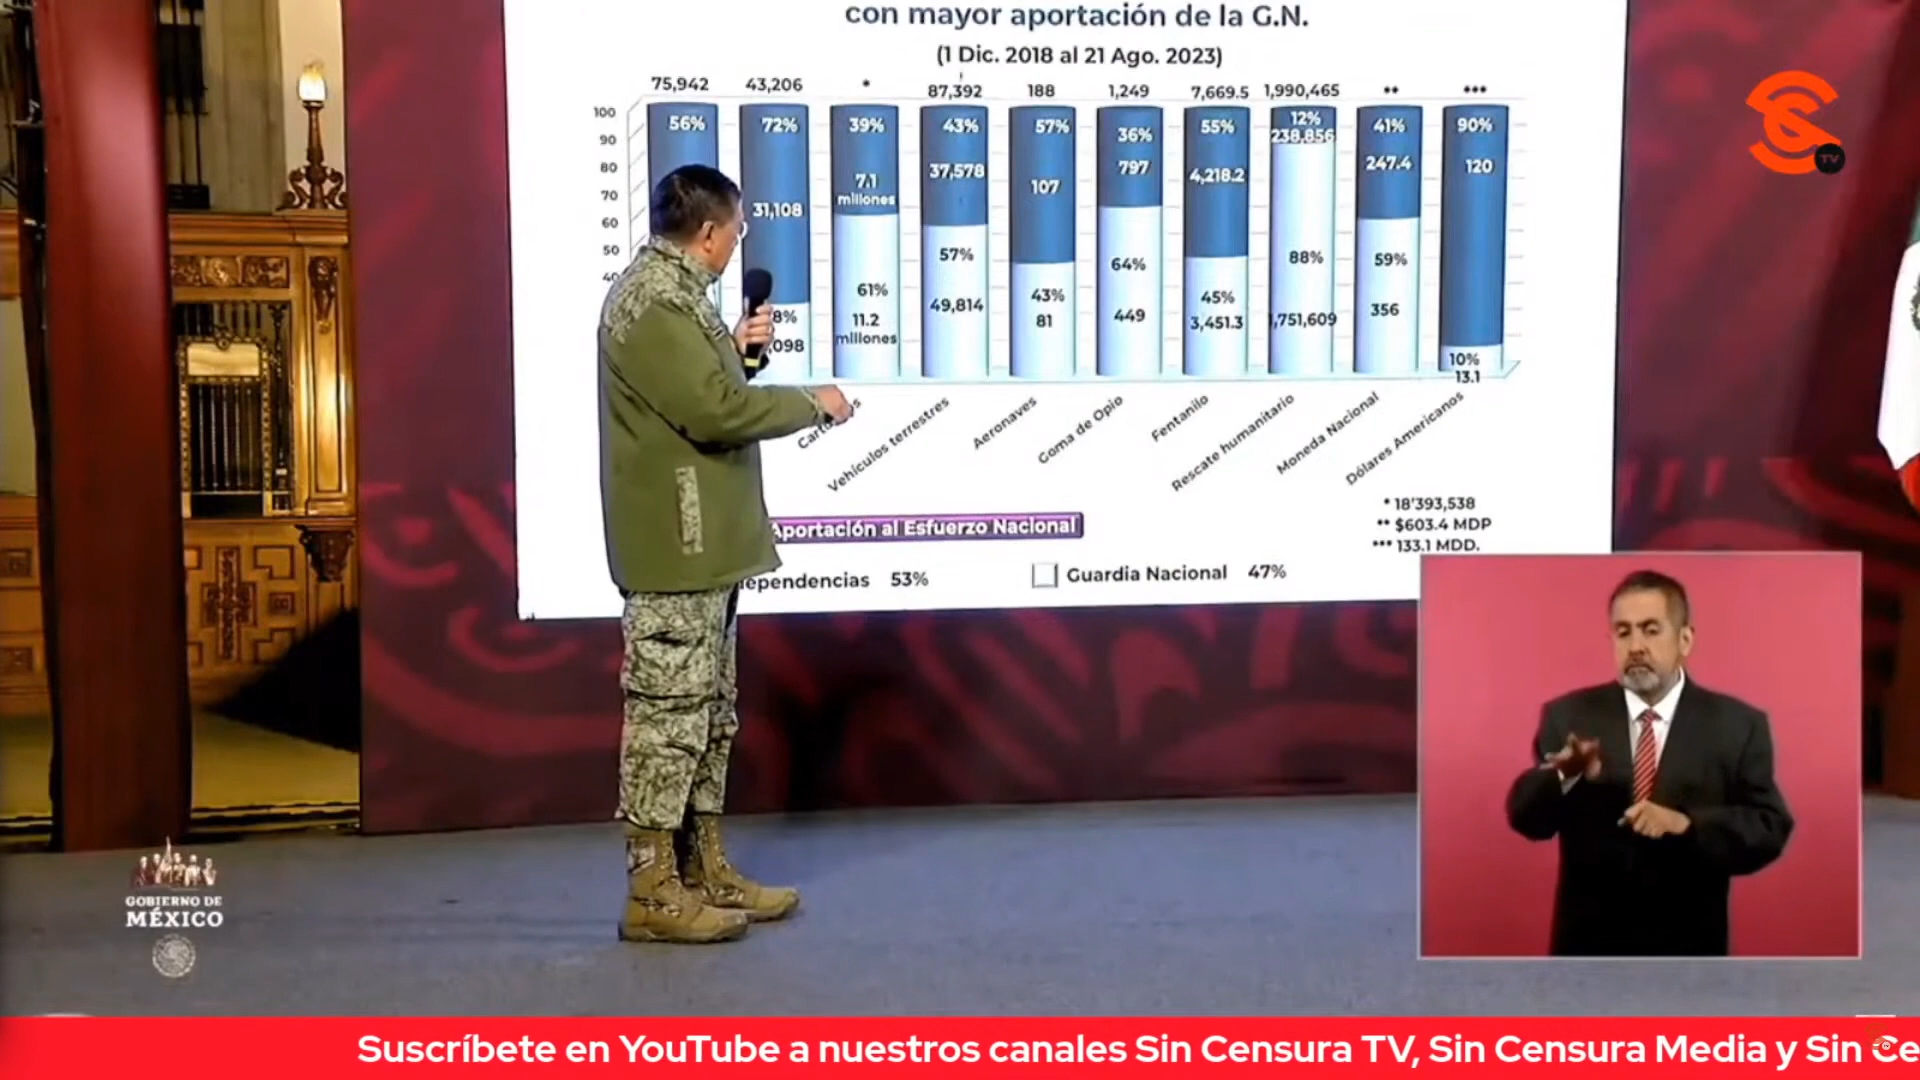 con mayor aportación de la G.N.
(1 Dic. 2018 al 21 Ago. 2023)
75,942 43,206 * 87,392 188 1,249 7,669.5 1,990,465 ** ***
100
90
80
70
60
50
40
56% 72% 39% 43% 57% 36% 55% 12% 41% 90%
238,856
31,108 7.1 millones 37,578 107 797 4,218.2 247.4 120
8% 61% 57% 43% 64% 45% 88% 59% 10%
,098 11.2 millones 49,814 81 449 3,451.3 1,751,609 356 13.1
Vehículos terrestres
Aeronaves
Goma de Opio
Fentanilo
Rescate humanitario
Moneda Nacional
Dólares Americanos
* 18'393,538
** $603.4 MDP
*** 133.1 MDD.
Aportación al Esfuerzo Nacional
dependencias 53% Guardia Nacional 47%
TV
GOBIERNO DE
MÉXICO
Suscríbete en YouTube a nuestros canales Sin Censura TV, Sin Censura Media y Sin Ce